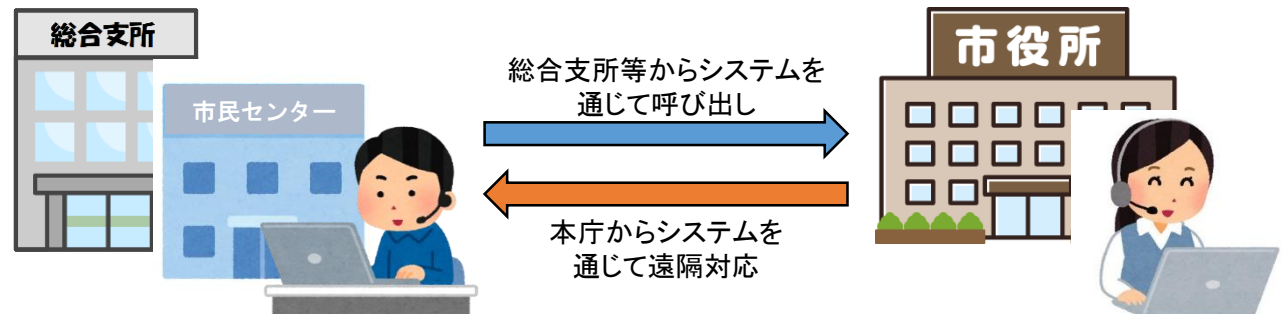 総合支所
市民センター
総合支所等からシステムを
通じて呼び出し
本庁からシステムを
通じて遠隔対応
市役所